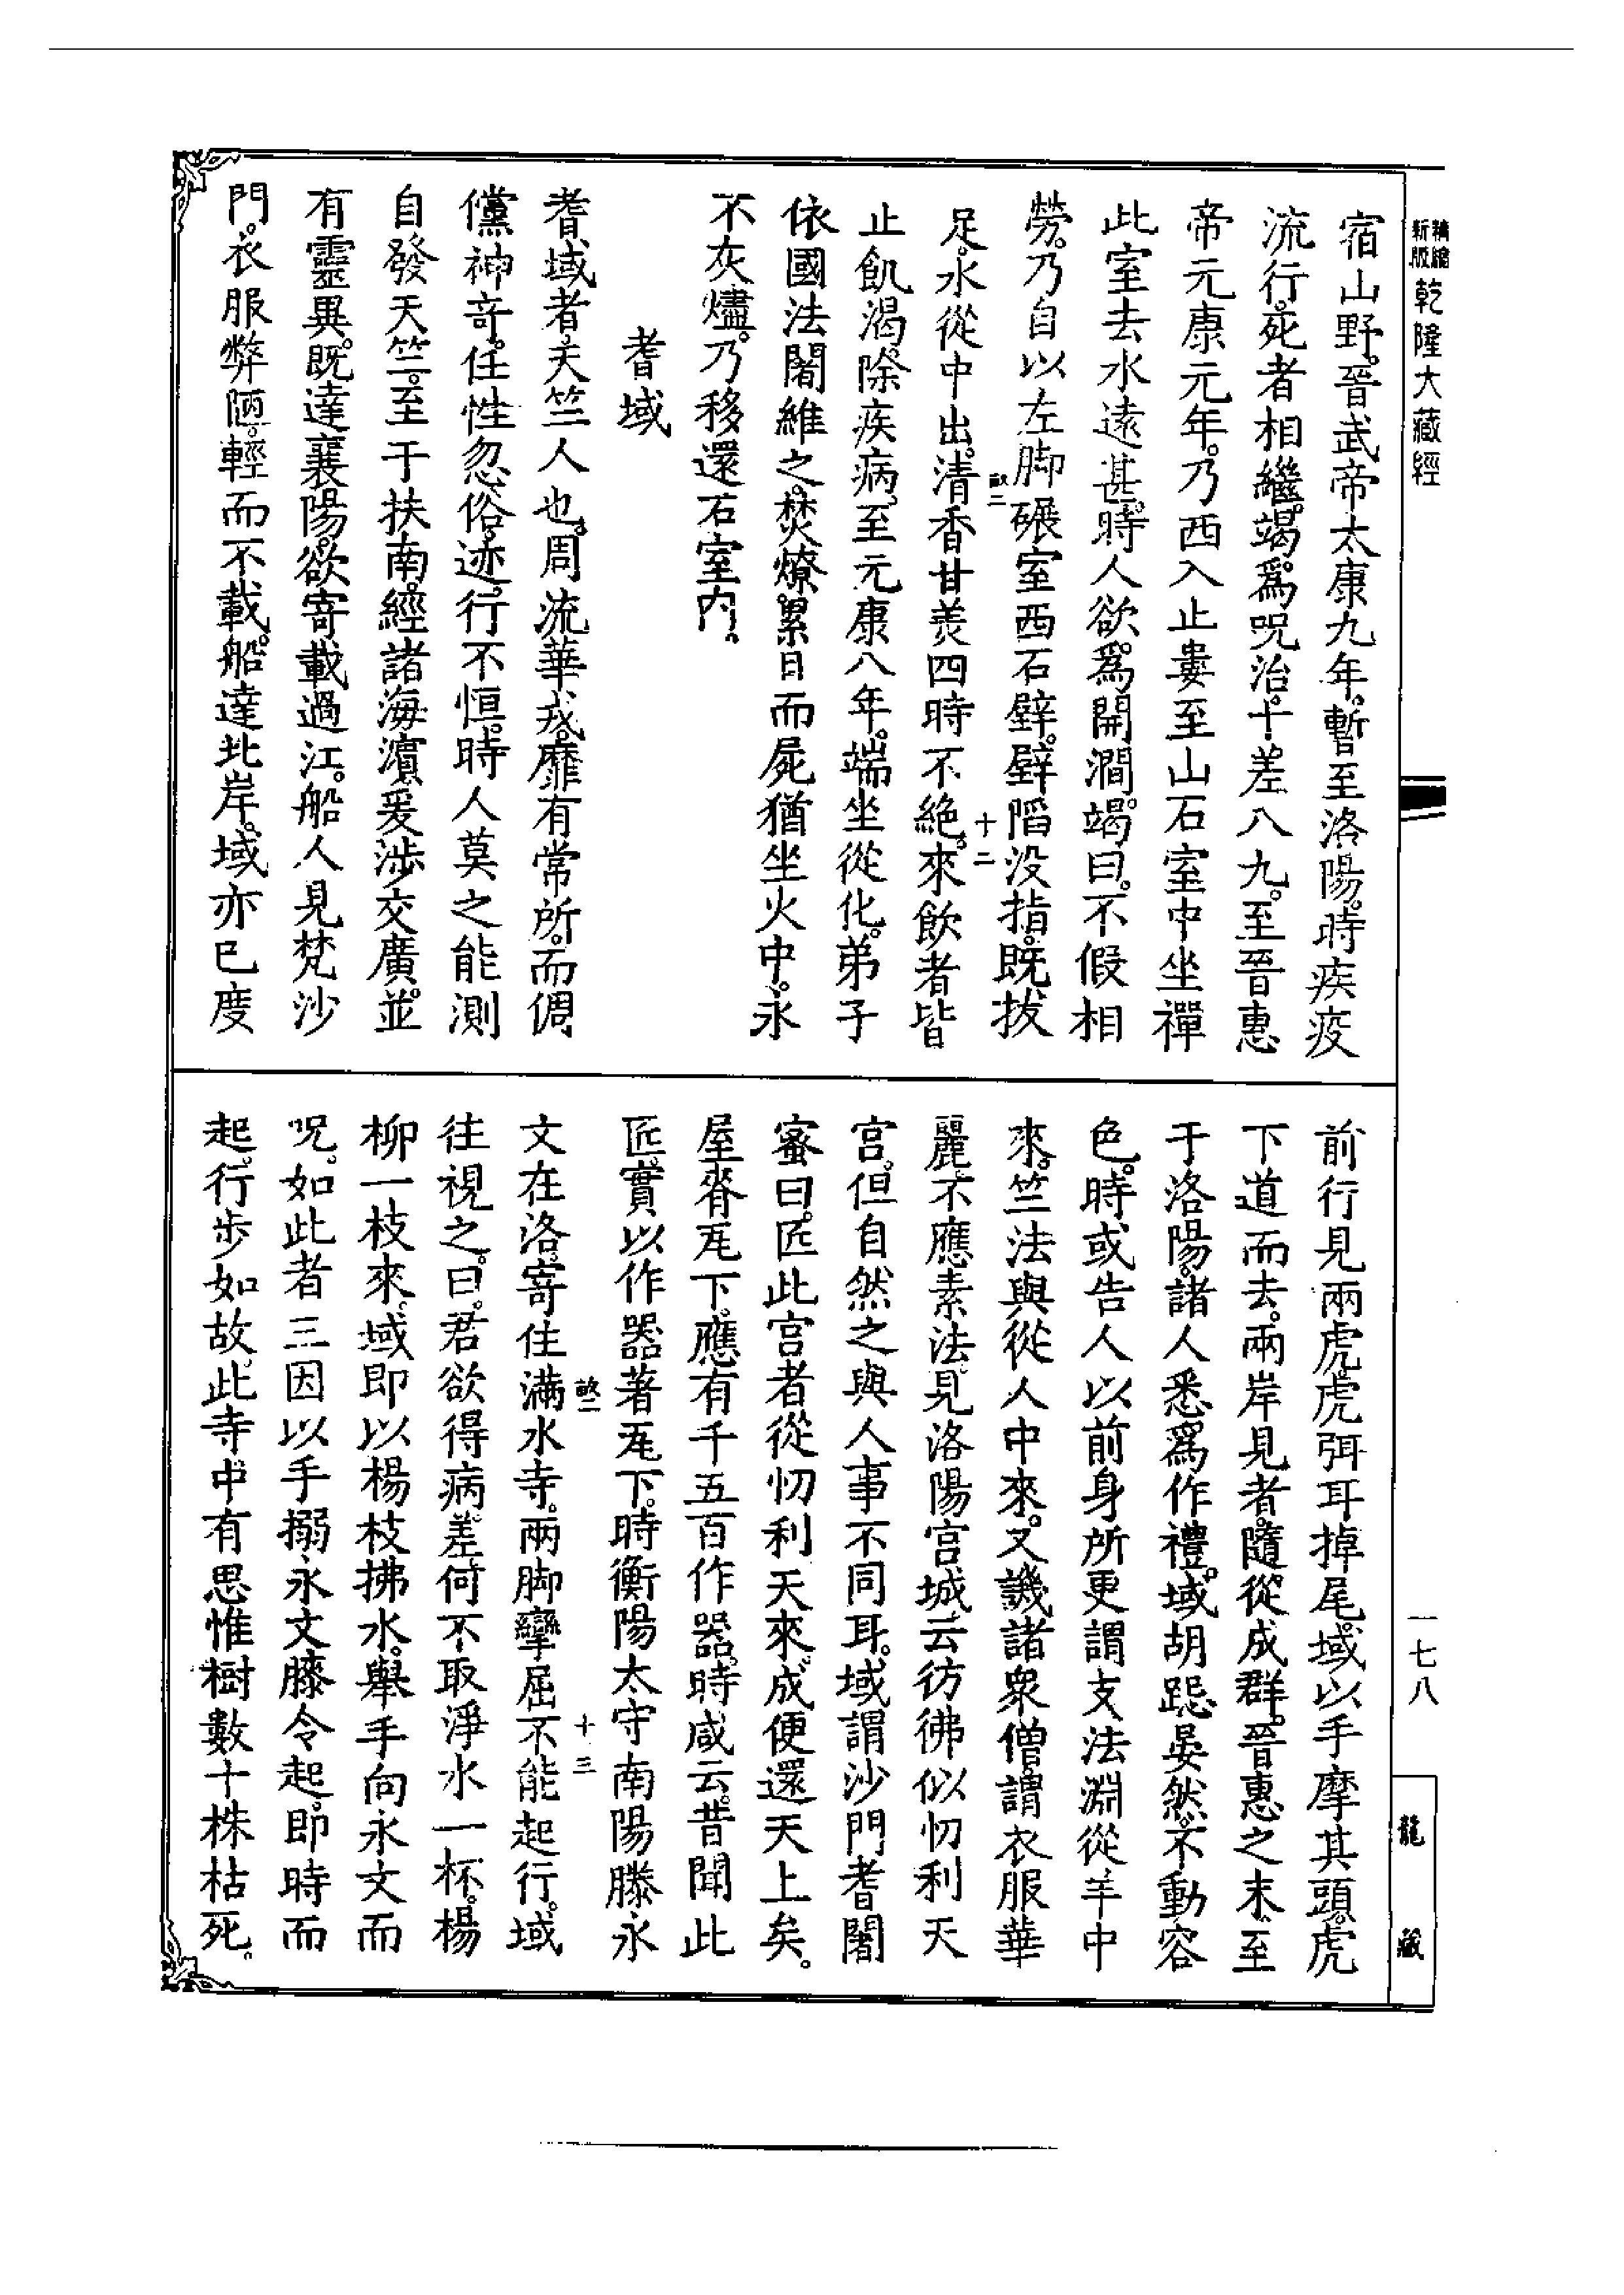 精縮新版乾隆大藏經
宿山野。晉武帝太康九年。暫至洛陽。時疾疫
流行。死者相繼。竭為呪治。十差八九。至晉惠
帝元康元年。乃西入止婁至山石室中坐禪
此室去水遠甚。時人欲為開澗。竭曰。不假相
勞。乃自以左脚碾室西石壁。壁陷没指。既拔
足。水從中出。清香甘羙四時不絶。來飲者皆
十二
止飢渴。除疾病。至元康八年。端坐從化。弟子
依國法闍維之。焚燎累日而屍猶坐火中。永
不灰燼。乃移還石室内。
耆域
耆域者。天竺人也。周流華戎。靡有常所。而倜
儻神竒。任性忽俗。迹行不恒。時人莫之能測
自發天竺。至于扶南。經諸海濵爰涉交廣。並
有靈異。既達襄陽。欲寄載過江。船人見梵沙
門。衣服弊陋。輕而不載。船達北岸。域亦已度
一七八
龍藏
前行見兩虎。虎弭耳掉尾。域以手摩其頭。虎
下道而去。兩岸見者。隨從成群。晉惠之末。至
于洛陽。諸人悉為作禮。域胡跽晏然。不動容
色。時或告人以前身所更謂支法淵從羊中
來。竺法與從人中來。又譏諸衆僧。謂衣服華
麗。不應素法。見洛陽宫城云彷彿似忉利天
宫。但自然之與人事不同耳。域謂沙門耆闍
蜜曰。匠此宫者從忉利天來。成便還天上矣。
屋脊瓦下。應有千五百作器。時咸云。昔聞此
匠。實以作器著瓦下。時衡陽太守南陽滕永
十三
文在洛。寄住滿水寺。兩脚攣屈不能起行。域
往視之。曰。君欲得病差。何不取淨水一杯。楊
柳一枝來。域即以楊枝拂水。舉手向永文而
呪。如此者三因以手搦永文膝令起。即時而
起。行步如故。此寺中有思惟樹數十株枯死。